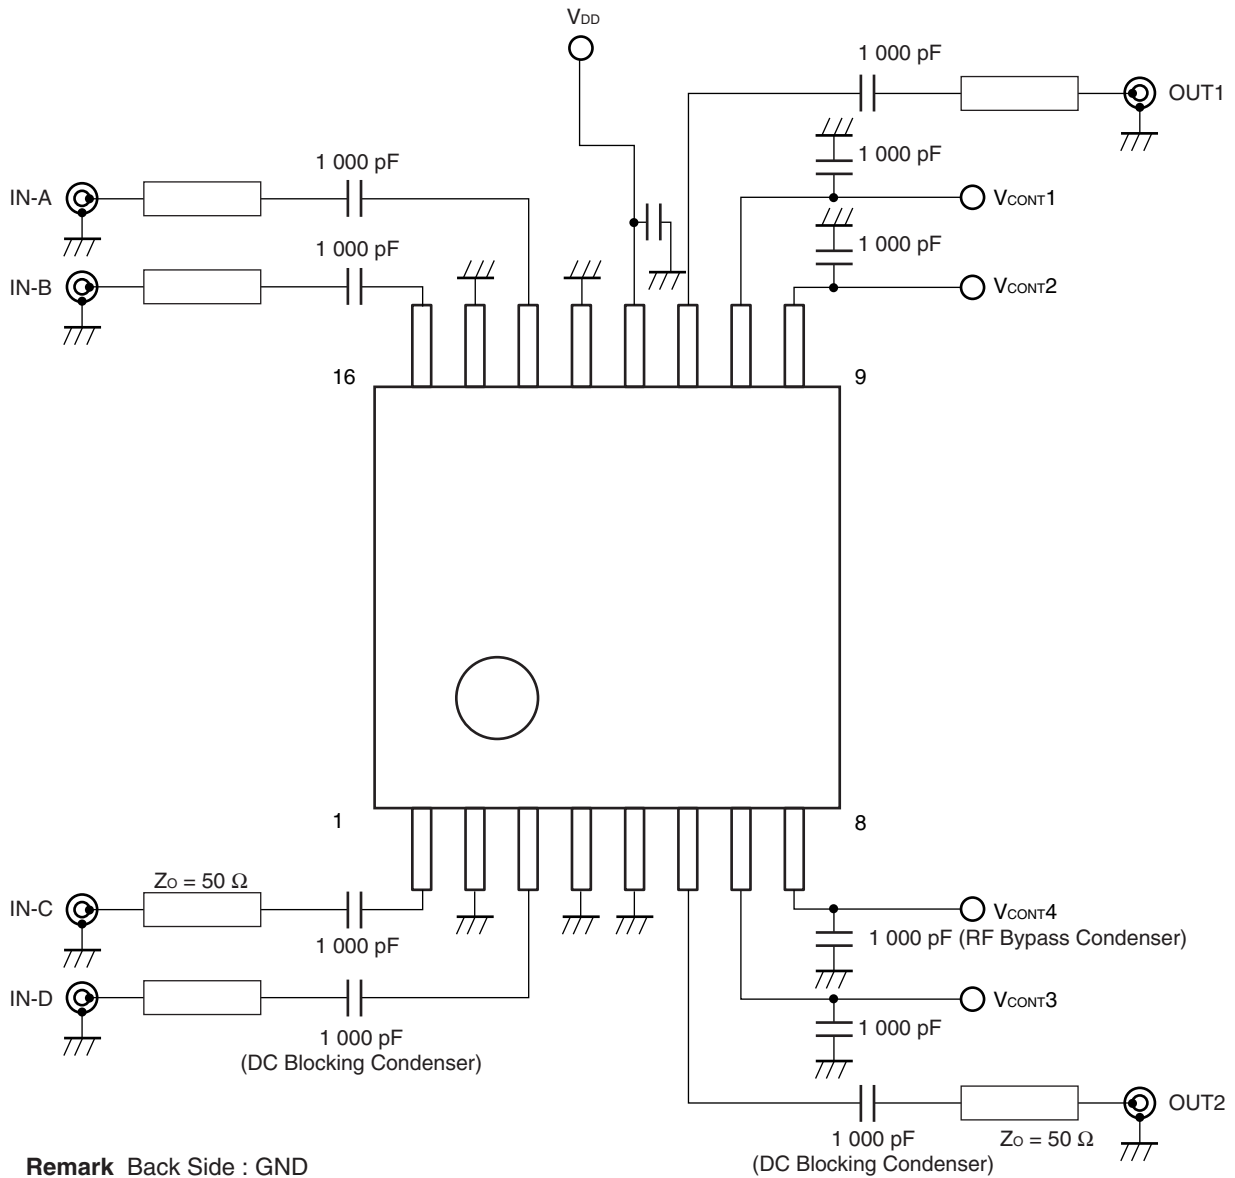 VDD
1 000 pF
OUT1
1 000 pF
1 000 pF
IN-A
VCONT1
1 000 pF
1 000 pF
IN-B
VCONT2
16
9
1
8
ZO = 50 Ω
IN-C
VCONT4
1 000 pF
1 000 pF (RF Bypass Condenser)
IN-D
VCONT3
1 000 pF
1 000 pF
(DC Blocking Condenser)
OUT2
1 000 pF
ZO = 50 Ω
(DC Blocking Condenser)
Remark Back Side : GND